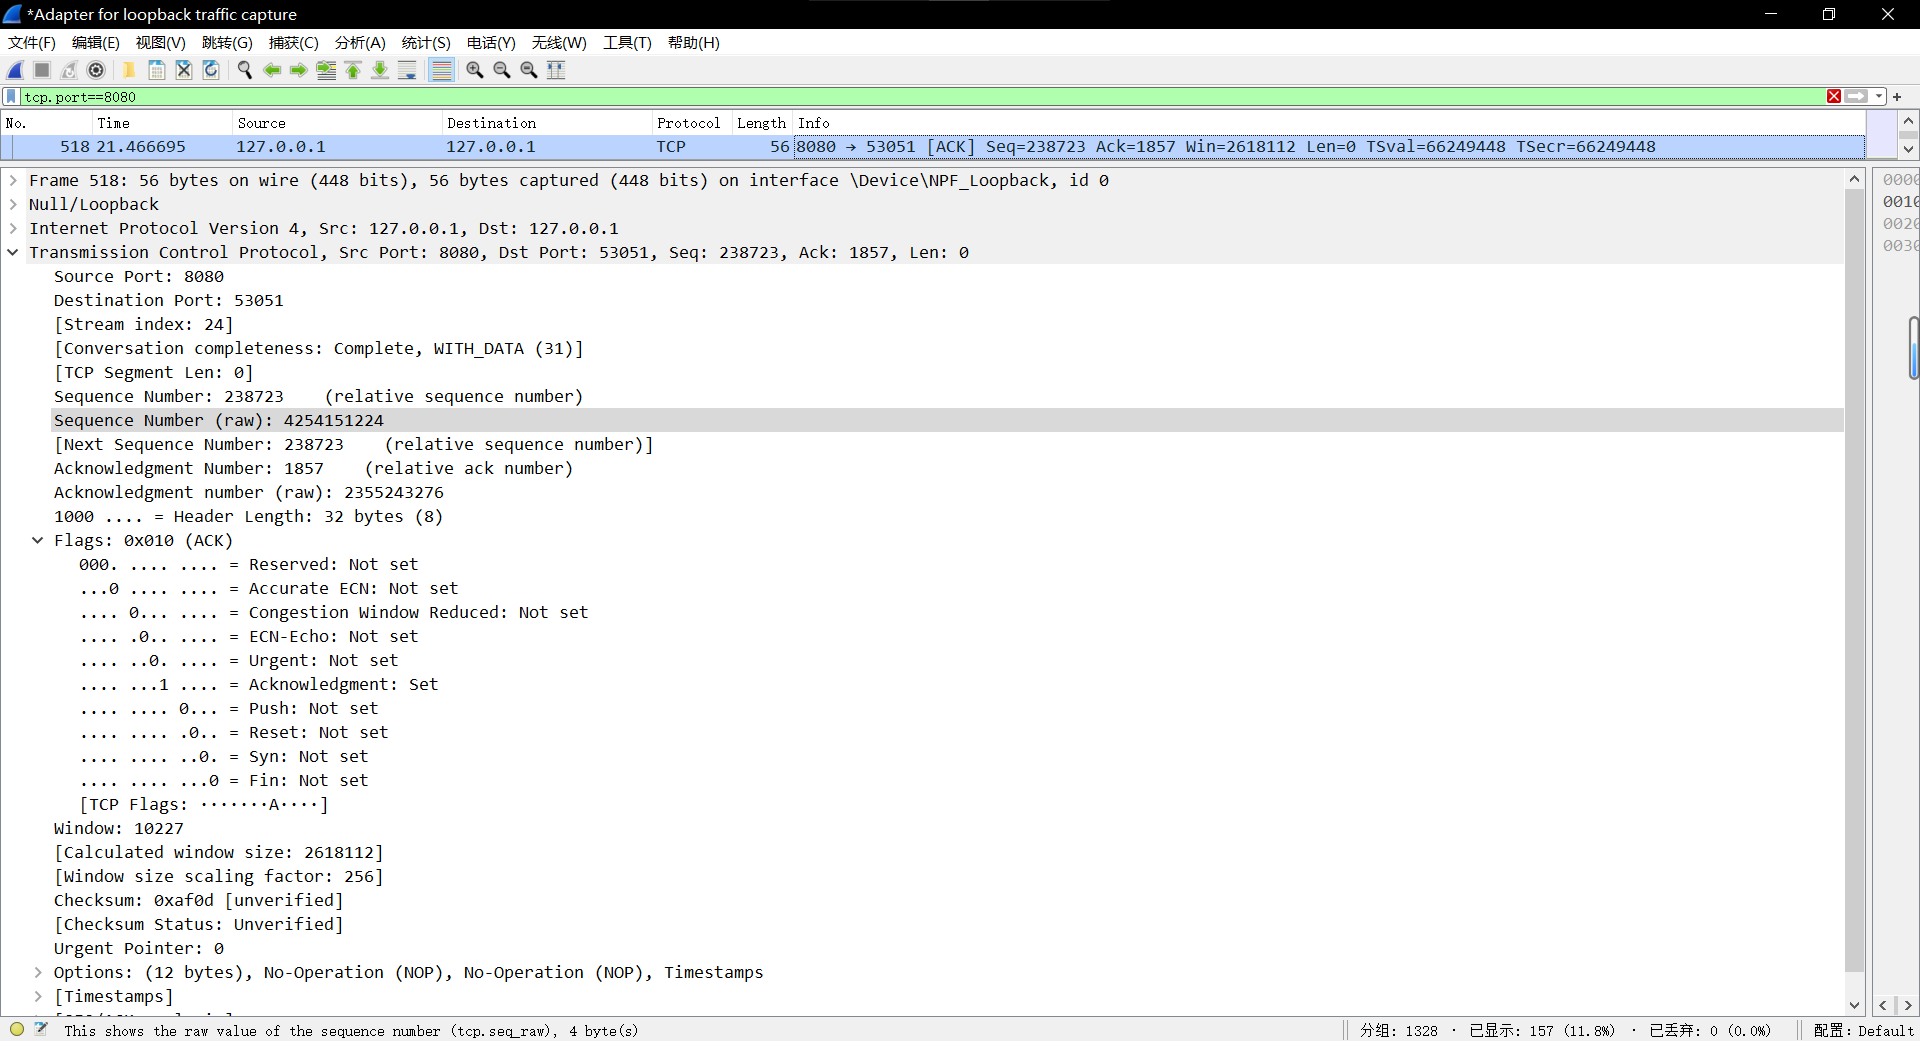 *Adapter for loopback traffic capture
文件(F) 编辑(E) 视图(V) 跳转(G) 捕获(C) 分析(A) 统计(S) 电话(Y) 无线(W) 工具(T) 帮助(H)
tcp.port==8080
No. Time Source Destination Protocol Length Info
518 21.466695 127.0.0.1 127.0.0.1 TCP 56 8080 → 53051 [ACK] Seq=238723 Ack=1857 Win=2618112 Len=0 TSval=66249448 TSecr=66249448
Frame 518: 56 bytes on wire (448 bits), 56 bytes captured (448 bits) on interface \Device\NPF_Loopback, id 0
Null/Loopback
Internet Protocol Version 4, Src: 127.0.0.1, Dst: 127.0.0.1
Transmission Control Protocol, Src Port: 8080, Dst Port: 53051, Seq: 238723, Ack: 1857, Len: 0
Source Port: 8080
Destination Port: 53051
[Stream index: 24]
[Conversation completeness: Complete, WITH_DATA (31)]
[TCP Segment Len: 0]
Sequence Number: 238723    (relative sequence number)
Sequence Number (raw): 4254151224
[Next Sequence Number: 238723    (relative sequence number)]
Acknowledgment Number: 1857    (relative ack number)
Acknowledgment number (raw): 2355243276
1000 .... = Header Length: 32 bytes (8)
Flags: 0x010 (ACK)
000. .... .... = Reserved: Not set
...0 .... .... = Accurate ECN: Not set
.... 0... .... = Congestion Window Reduced: Not set
.... .0.. .... = ECN-Echo: Not set
.... ..0. .... = Urgent: Not set
.... ...1 .... = Acknowledgment: Set
.... .... 0... = Push: Not set
.... .... .0.. = Reset: Not set
.... .... ..0. = Syn: Not set
.... .... ...0 = Fin: Not set
[TCP Flags: ·······A····]
Window: 10227
[Calculated window size: 2618112]
[Window size scaling factor: 256]
Checksum: 0xaf0d [unverified]
[Checksum Status: Unverified]
Urgent Pointer: 0
Options: (12 bytes), No-Operation (NOP), No-Operation (NOP), Timestamps
[Timestamps]
0000
0010
0020
0030
This shows the raw value of the sequence number (tcp.seq_raw), 4 byte(s)
分组: 1328 · 已显示: 157 (11.8%) · 已丢弃: 0 (0.0%)
配置: Default